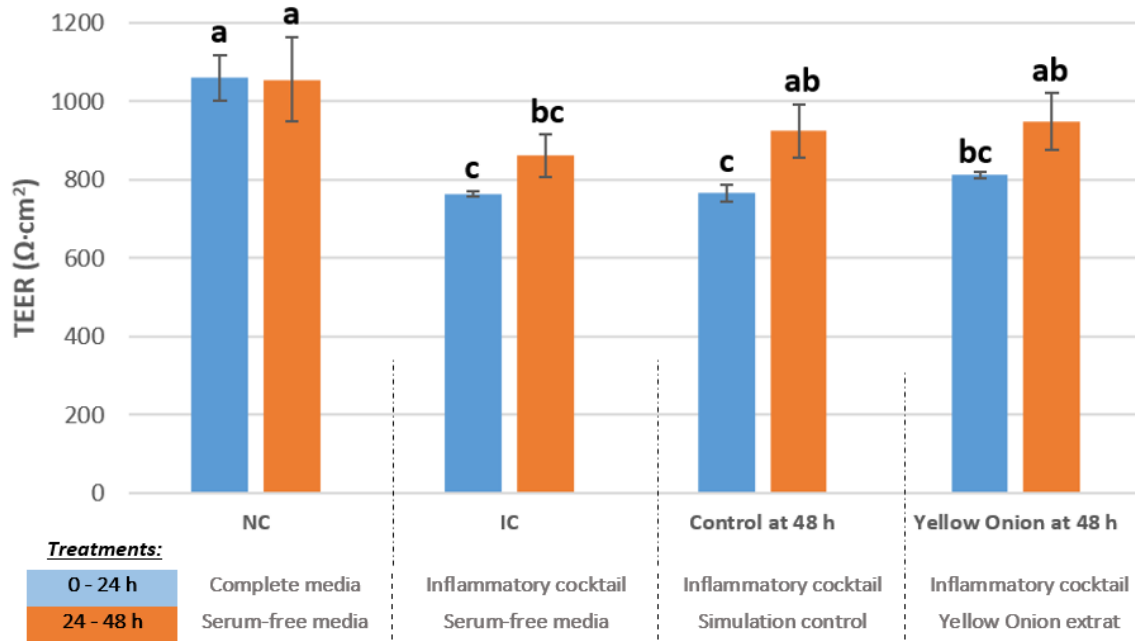 1200
1000
800
600
400
200
0
TEER (Ω·cm²)
a
a
c
bc
c
ab
bc
ab
NC
IC
Control at 48 h
Yellow Onion at 48 h
Treatments:
0 - 24 h
Complete media
Inflammatory cocktail
Inflammatory cocktail
Inflammatory cocktail
24 - 48 h
Serum-free media
Serum-free media
Simulation control
Yellow Onion extrat